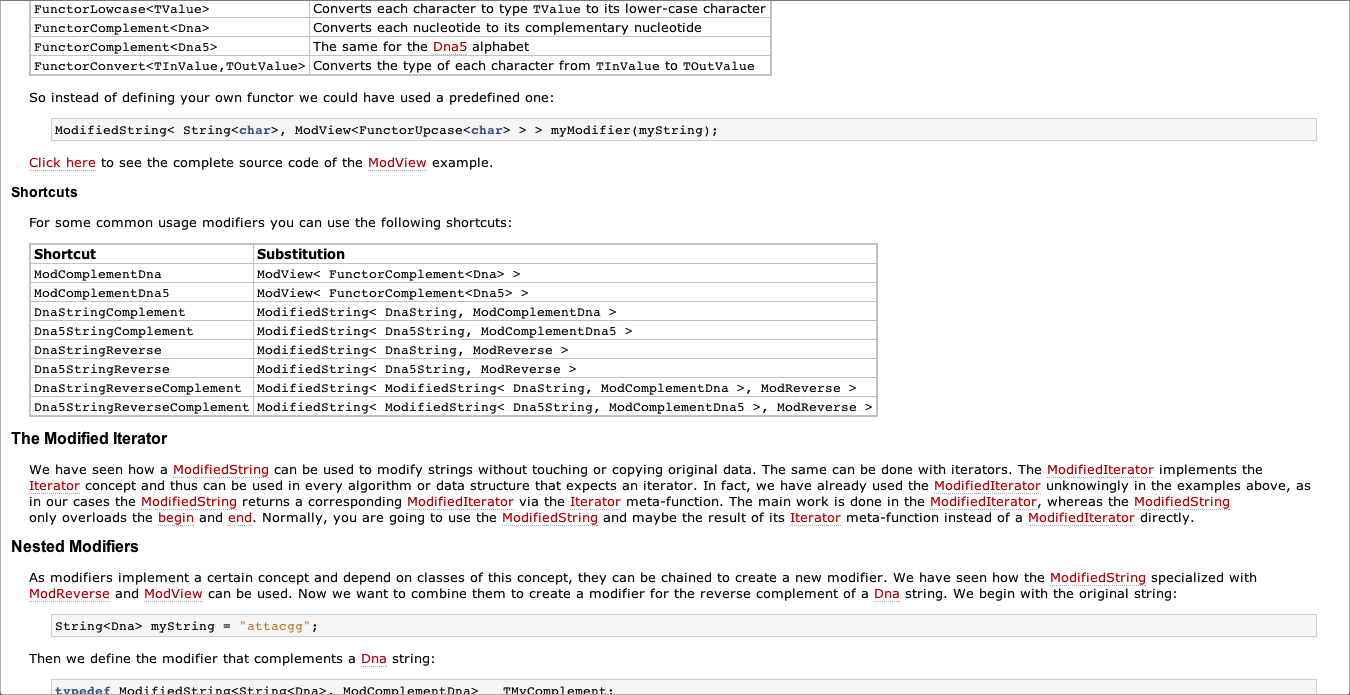 FunctorLowcase<TValue> Converts each character to type TValue to its lower-case character
FunctorComplement<Dna> Converts each nucleotide to its complementary nucleotide
FunctorComplement<Dna5> The same for the Dna5 alphabet
FunctorConvert<TInValue,TOutValue> Converts the type of each character from TInValue to TOutValue
So instead of defining your own functor we could have used a predefined one:
ModifiedString< String<char>, ModView<FunctorUpcase<char> > > myModifier(myString);
Click here to see the complete source code of the ModView example.
Shortcuts
For some common usage modifiers you can use the following shortcuts:
Shortcut Substitution
ModComplementDna ModView< FunctorComplement<Dna> >
ModComplementDna5 ModView< FunctorComplement<Dna5> >
DnaStringComplement ModifiedString< DnaString, ModComplementDna >
Dna5StringComplement ModifiedString< Dna5String, ModComplementDna5 >
DnaStringReverse ModifiedString< DnaString, ModReverse >
Dna5StringReverse ModifiedString< Dna5String, ModReverse >
DnaStringReverseComplement ModifiedString< ModifiedString< DnaString, ModComplementDna >, ModReverse >
Dna5StringReverseComplement ModifiedString< ModifiedString< Dna5String, ModComplementDna5 >, ModReverse >
The Modified Iterator
We have seen how a ModifiedString can be used to modify strings without touching or copying original data. The same can be done with iterators. The ModifiedIterator implements the
Iterator concept and thus can be used in every algorithm or data structure that expects an iterator. In fact, we have already used the ModifiedIterator unknowingly in the examples above, as
in our cases the ModifiedString returns a corresponding ModifiedIterator via the Iterator meta-function. The main work is done in the ModifiedIterator, whereas the ModifiedString
only overloads the begin and end. Normally, you are going to use the ModifiedString and maybe the result of its Iterator meta-function instead of a ModifiedIterator directly.
Nested Modifiers
As modifiers implement a certain concept and depend on classes of this concept, they can be chained to create a new modifier. We have seen how the ModifiedString specialized with
ModReverse and ModView can be used. Now we want to combine them to create a modifier for the reverse complement of a Dna string. We begin with the original string:
String<Dna> myString = "attacgg";
Then we define the modifier that complements a Dna string:
typedef ModifiedString<String<Dna>, ModComplementDna> TMyComplement;